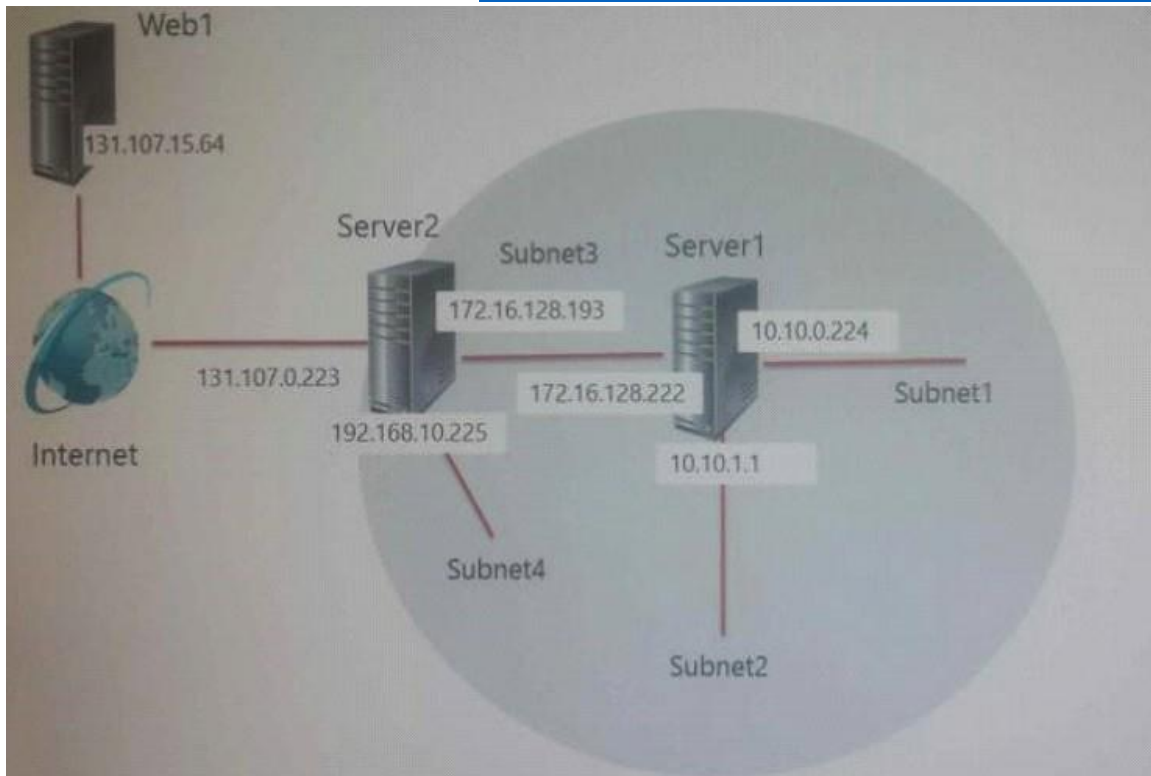 Web1
131.107.15.64
Server2
Subnet3
Server1
172.16.128.193
10.10.0.224
131.107.0.223
172.16.128.222
Subnet1
192.168.10.225
Internet
10.10.1.1
Subnet4
Subnet2